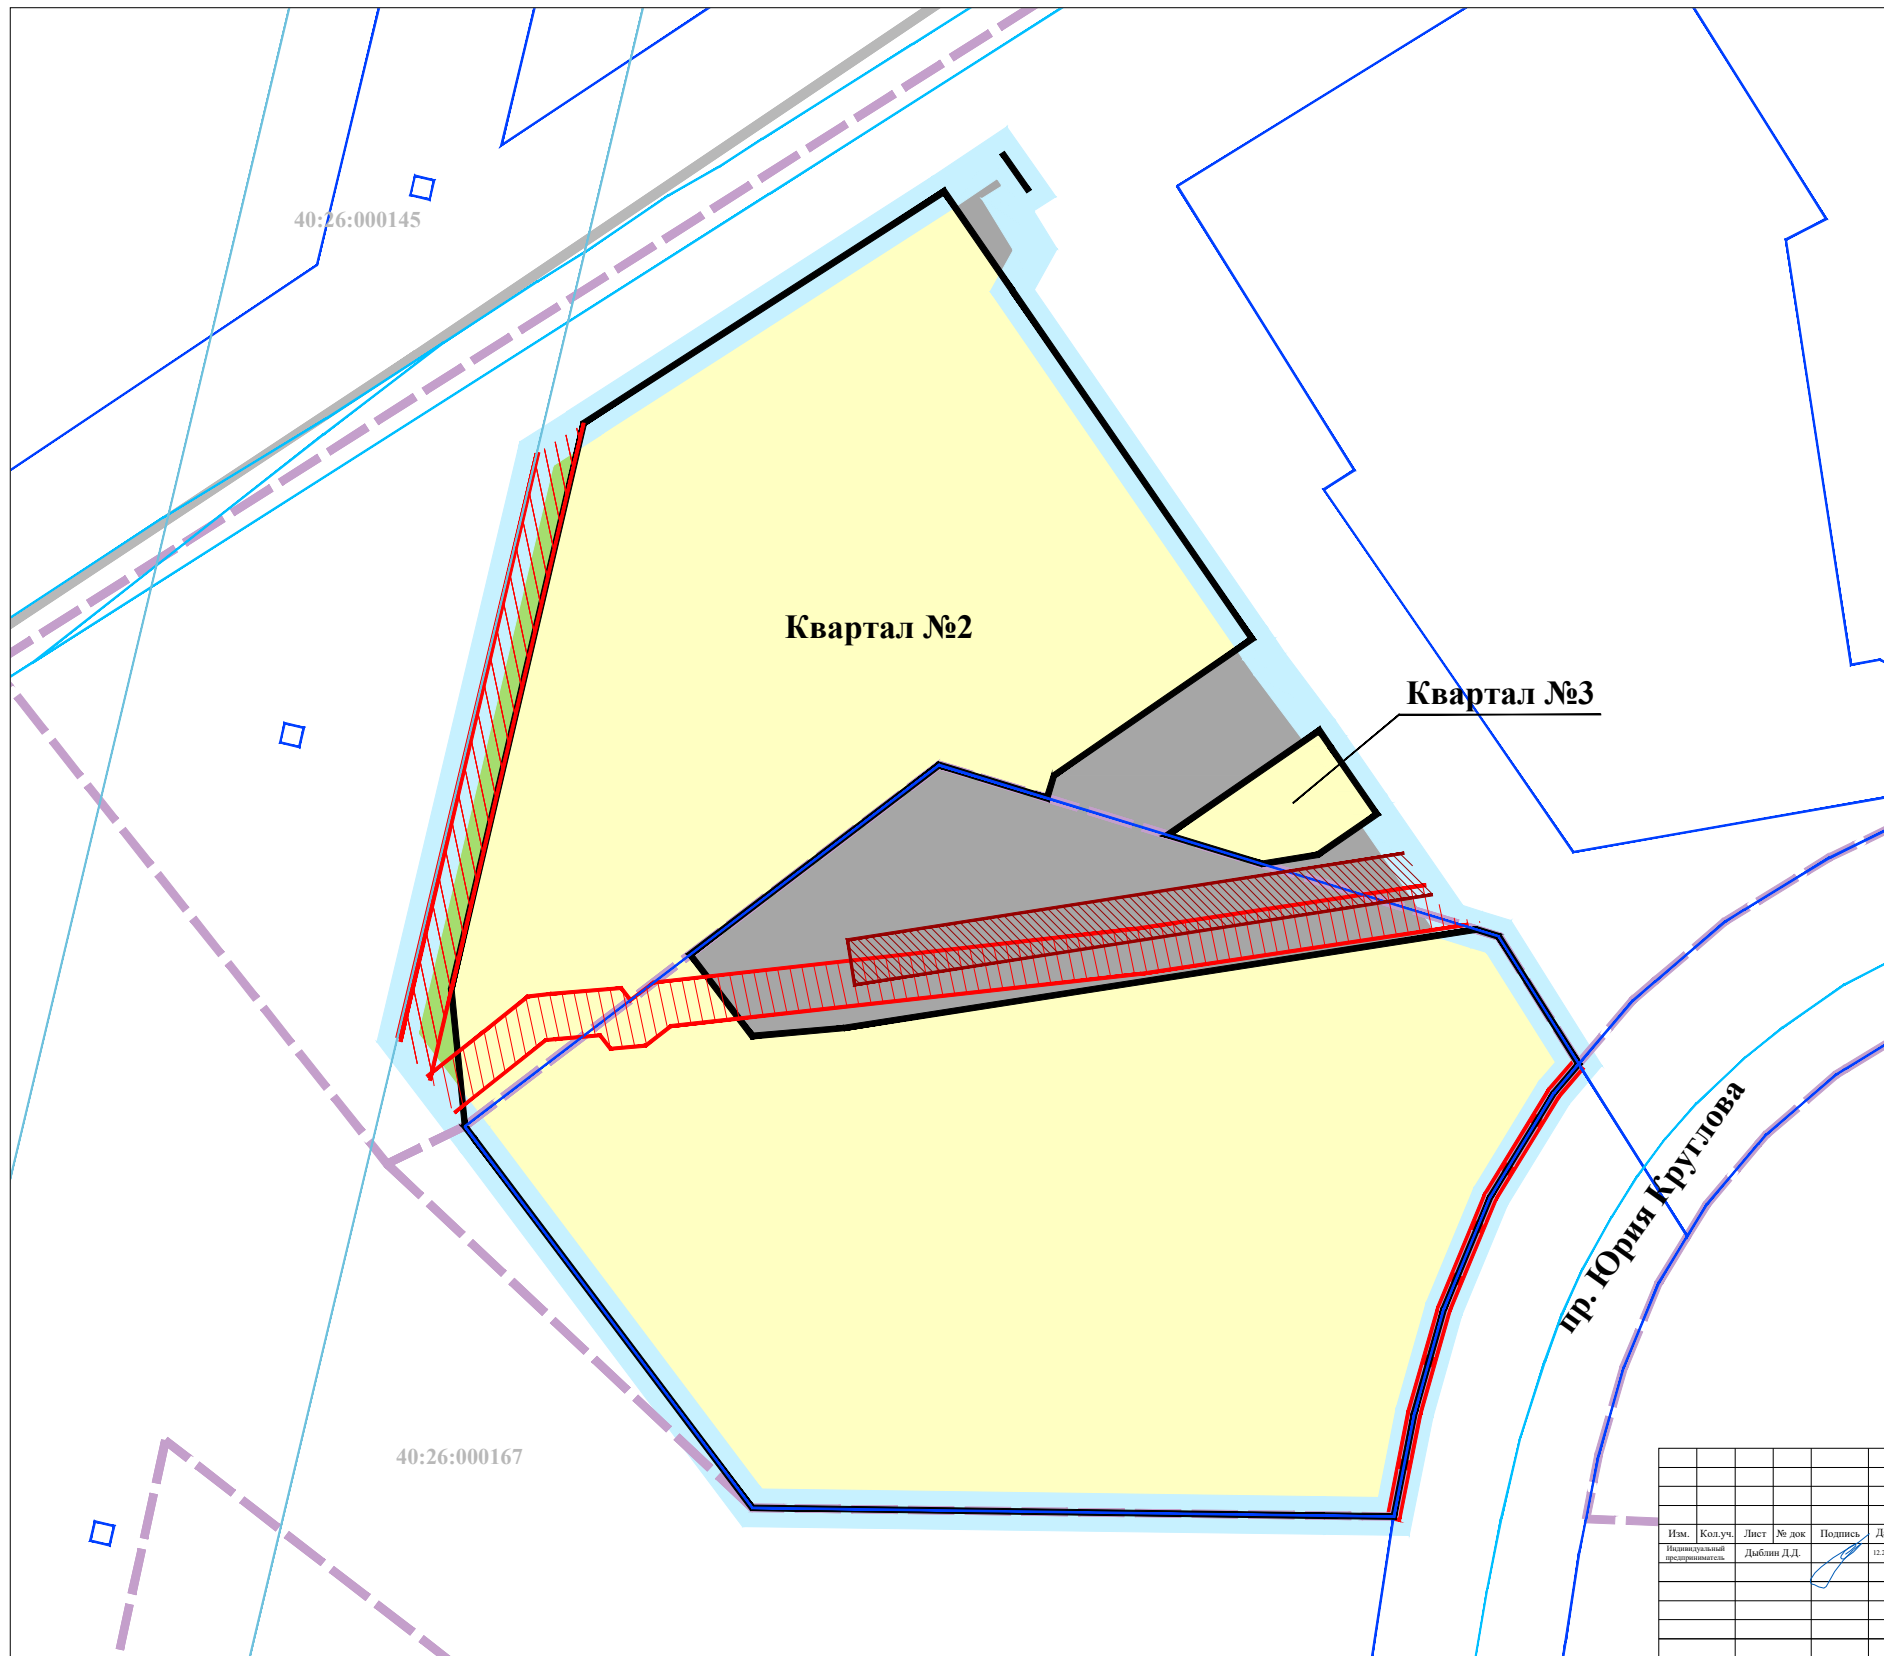 40:26:000145
Квартал №2
Квартал №3
пр. Юрия Круглова
40:26:000167
Изм. Кол.уч. Лист № док Подпись
Индивидуальный предприниматель Дыблин Д.Д.